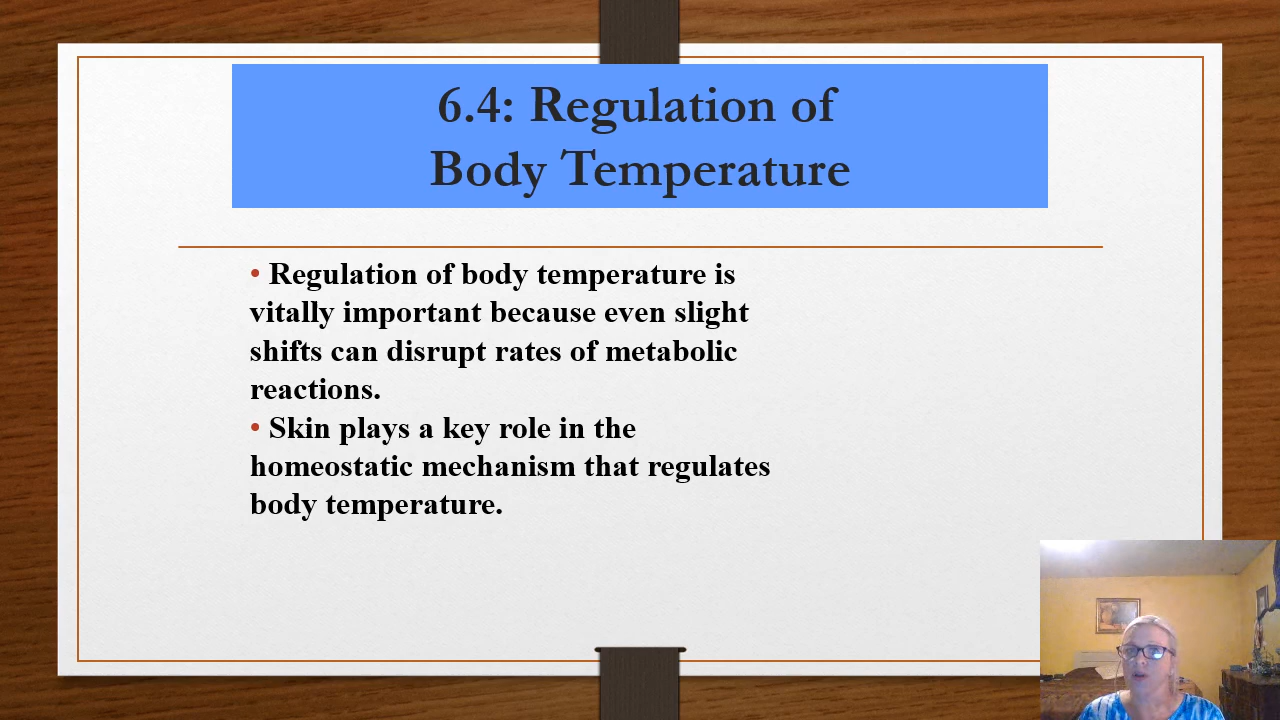 6.4: Regulation of
Body Temperature
• Regulation of body temperature is
vitally important because even slight
shifts can disrupt rates of metabolic
reactions.
• Skin plays a key role in the
homeostatic mechanism that regulates
body temperature.